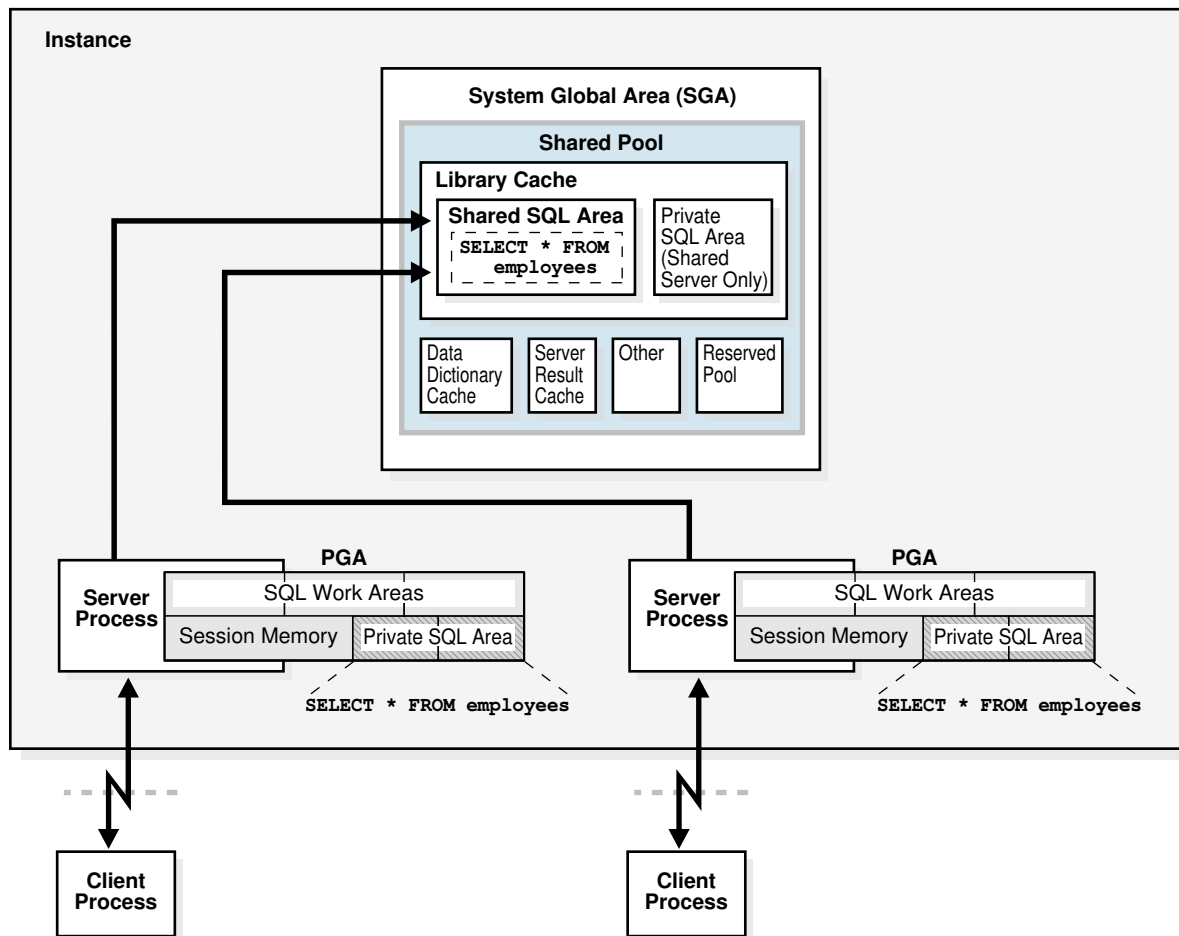 Instance
System Global Area (SGA)
Shared Pool
Library Cache
Shared SQL Area
SELECT * FROM
employees
Private
SQL Area
(Shared
Server Only)
Data
Dictionary
Cache
Server
Result
Cache
Other
Reserved
Pool
PGA
Server
Process
SQL Work Areas
Session Memory
Private SQL Area
SELECT * FROM employees
PGA
Server
Process
SQL Work Areas
Session Memory
Private SQL Area
SELECT * FROM employees
Client
Process
Client
Process